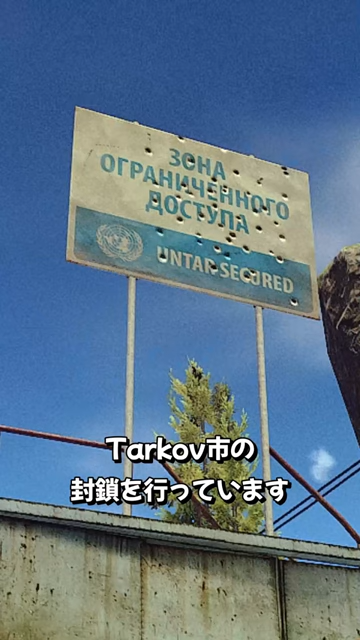 ЗОНА
ОГРАНИЧЕННОГО
ДОСТУПА
UNTAR SECURED
Tarkov市の
封鎖を行っています